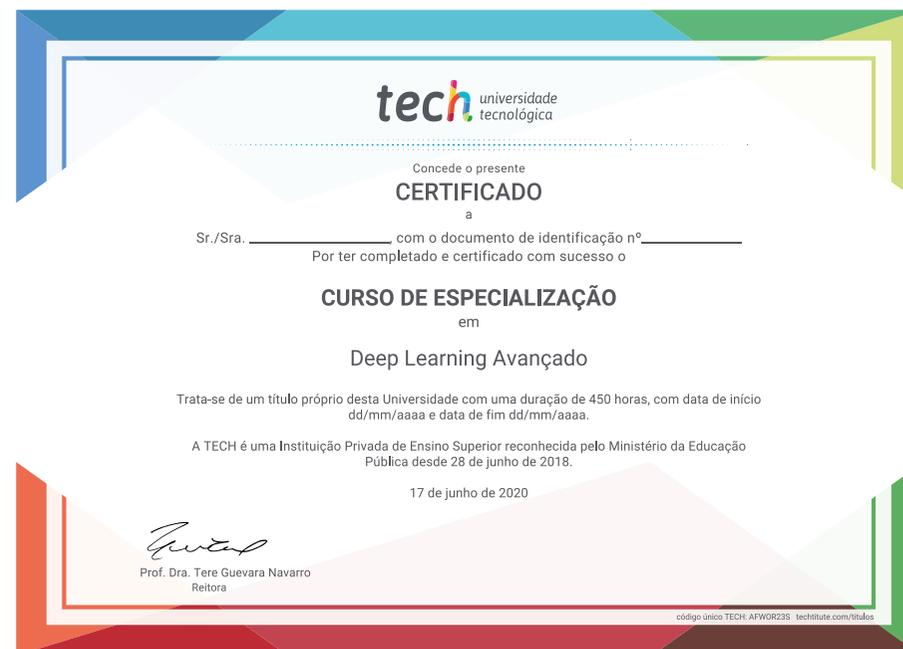 tech universidade
tecnológica
Concede o presente
CERTIFICADO
a
Sr./Sra. ____________________, com o documento de identificação nº______________
Por ter completado e certificado com sucesso o
CURSO DE ESPECIALIZAÇÃO
em
Deep Learning Avançado
Trata-se de um título próprio desta Universidade com uma duração de 450 horas, com data de início
dd/mm/aaaa e data de fim dd/mm/aaaa.
A TECH é uma Instituição Privada de Ensino Superior reconhecida pelo Ministério da Educação
Pública desde 28 de junho de 2018.
17 de junho de 2020
Prof. Dra. Tere Guevara Navarro
Reitora
código único TECH: AFWOR23S techtitute.com/titulos